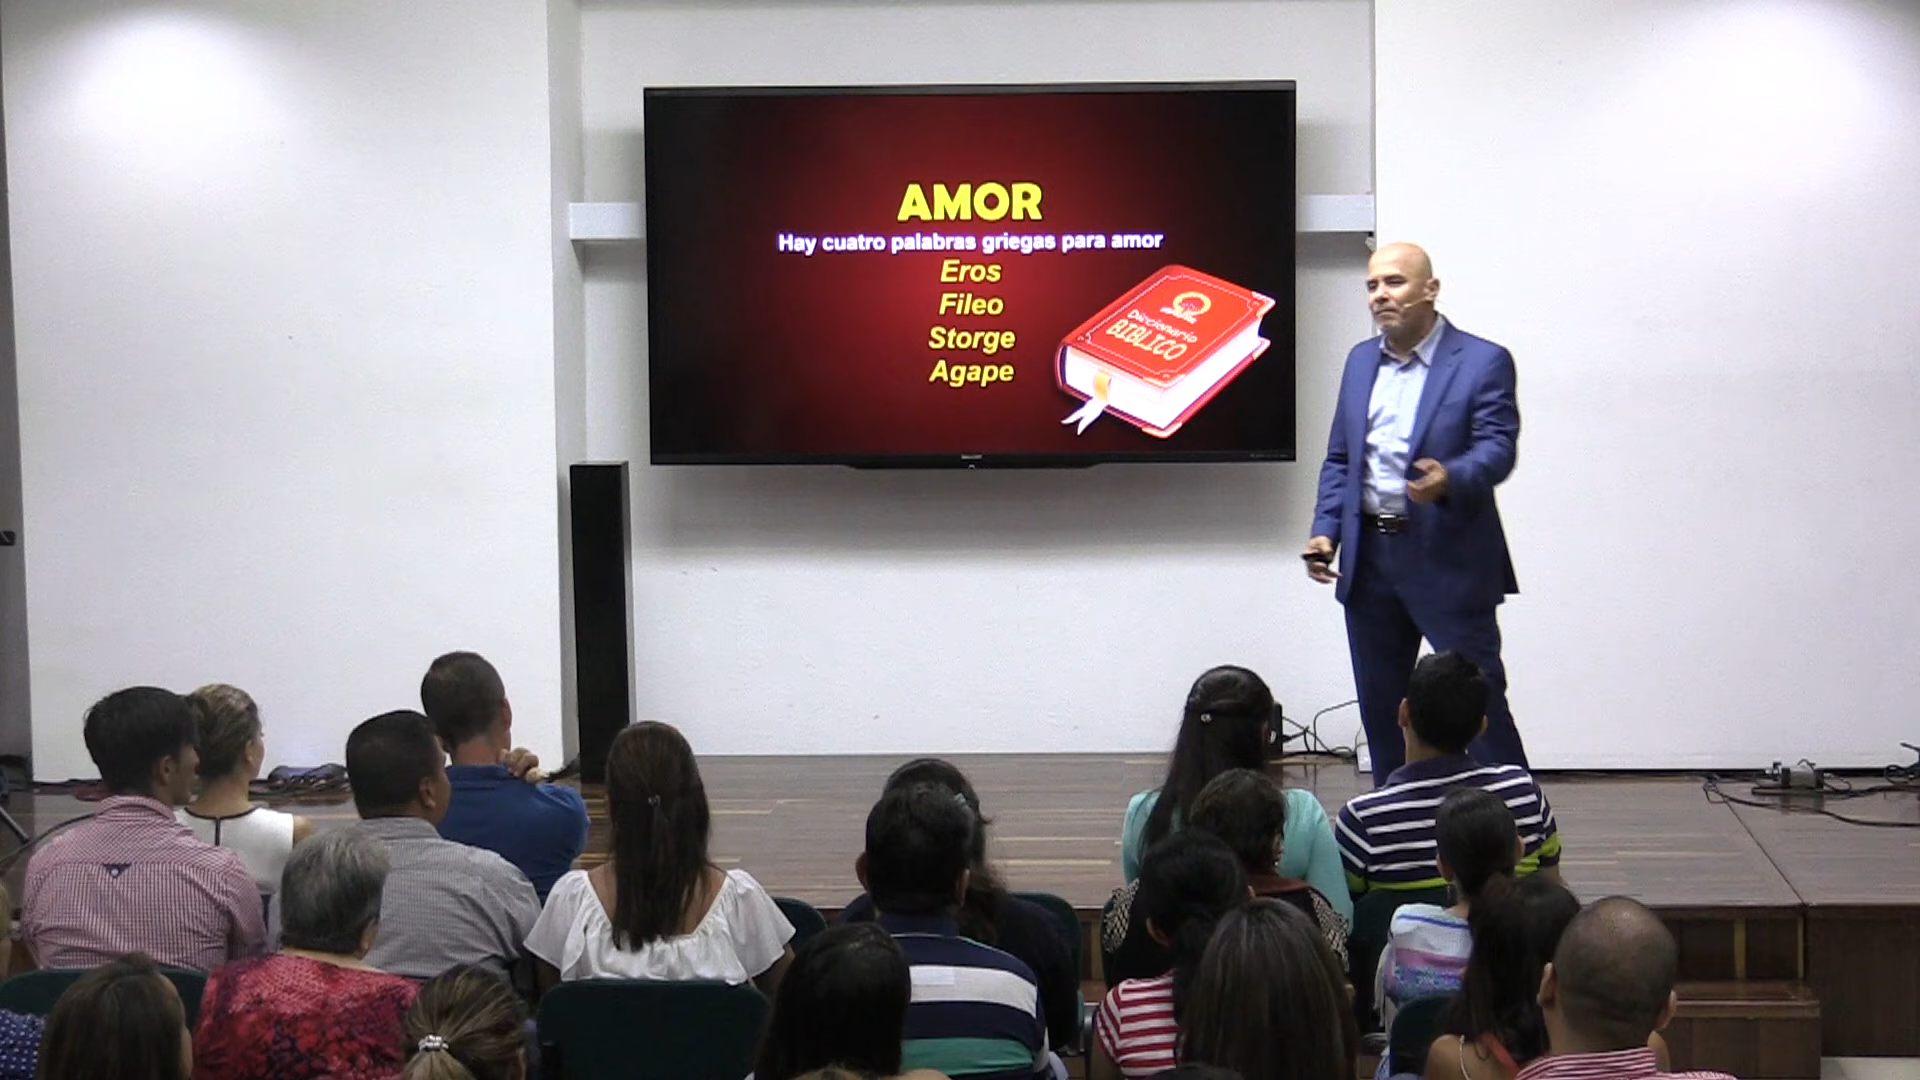 AMOR
Hay cuatro palabras griegas para amor
Eros
Fileo
Storge
Agape
Diccionario
BIBLICO